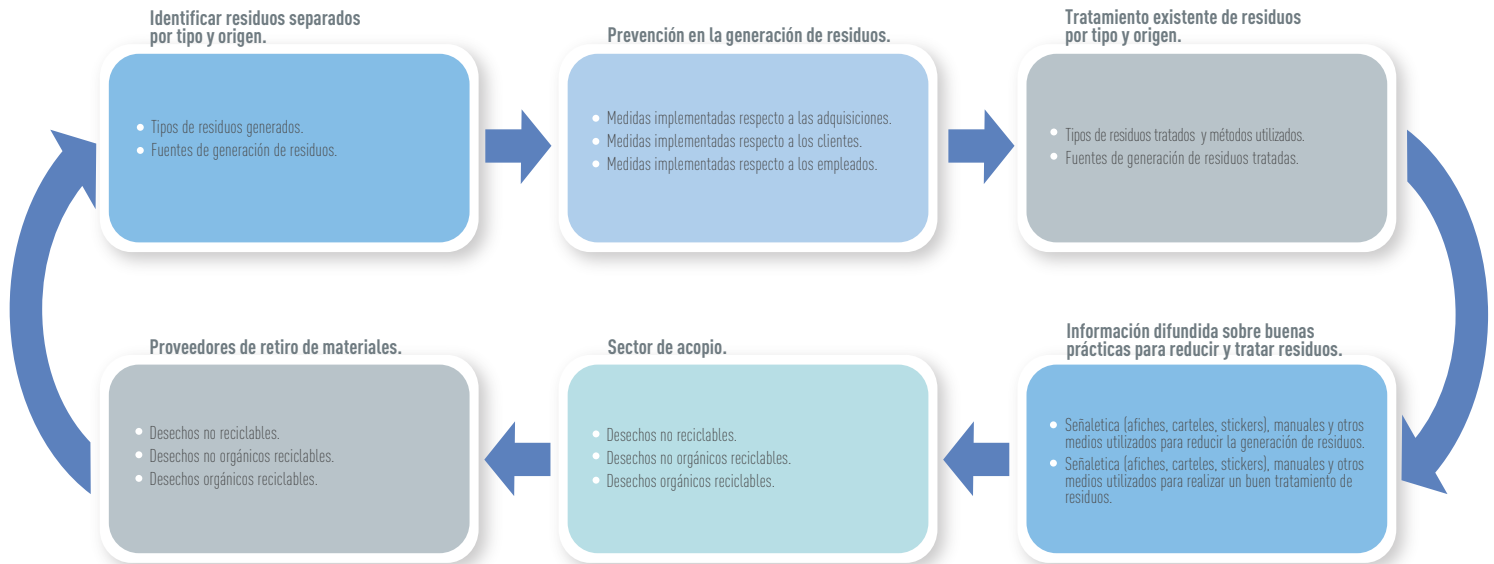 Identificar residuos separados
por tipo y origen.
• Tipos de residuos generados.
• Fuentes de generación de residuos.
Prevención en la generación de residuos.
• Medidas implementadas respecto a las adquisiciones.
• Medidas implementadas respecto a los clientes.
• Medidas implementadas respecto a los empleados.
Tratamiento existente de residuos
por tipo y origen.
• Tipos de residuos tratados y métodos utilizados.
• Fuentes de generación de residuos tratadas.
Información difundida sobre buenas
prácticas para reducir y tratar residuos.
• Señaletica (afiches, carteles, stickers), manuales y otros
medios utilizados para reducir la generación de residuos.
• Señaletica (afiches, carteles, stickers), manuales y otros
medios utilizados para realizar un buen tratamiento de
residuos.
Sector de acopio.
• Desechos no reciclables.
• Desechos no orgánicos reciclables.
• Desechos orgánicos reciclables.
Proveedores de retiro de materiales.
• Desechos no reciclables.
• Desechos no orgánicos reciclables.
• Desechos orgánicos reciclables.